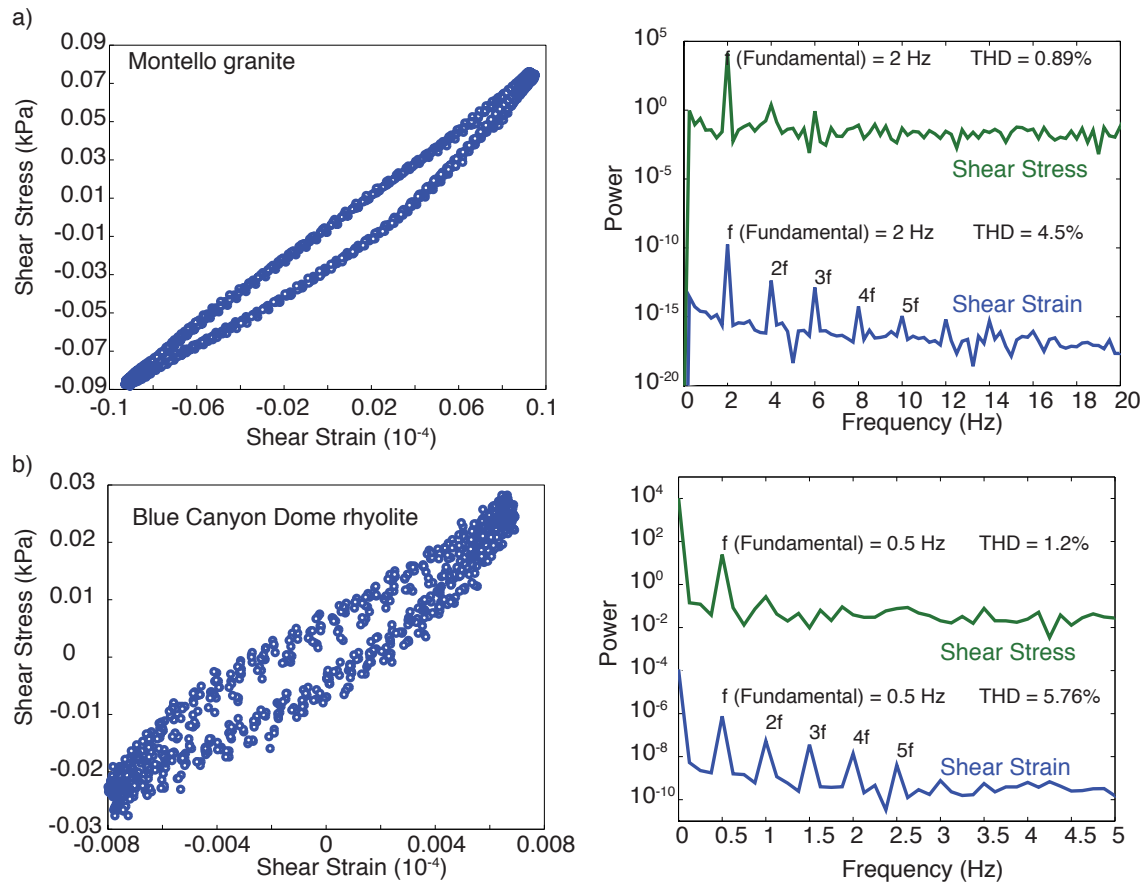 a)
0.09
0.07
0.05
0.03
0.01
-0.01
-0.03
-0.05
-0.07
-0.09
Shear Stress (kPa)
Montello granite
-0.1 -0.06 -0.02 0.02 0.06 0.1
Shear Strain (10-4)
10^5
10^0
10^-5
10^-10
10^-15
10^-20
Power
f (Fundamental) = 2 Hz THD = 0.89%
Shear Stress
f (Fundamental) = 2 Hz THD = 4.5%
2f 3f 4f 5f
Shear Strain
0 2 4 6 8 10 12 14 16 18 20
Frequency (Hz)
b)
0.03
0.02
0.01
0
-0.01
-0.02
-0.03
Shear Stress (kPa)
Blue Canyon Dome rhyolite
-0.008 -0.004 0 0.004 0.008
Shear Strain (10-4)
10^4
10^2
10^0
10^-2
10^-4
10^-6
10^-8
10^-10
Power
f (Fundamental) = 0.5 Hz THD = 1.2%
Shear Stress
f (Fundamental) = 0.5 Hz THD = 5.76%
2f 3f 4f 5f
Shear Strain
0 0.5 1 1.5 2 2.5 3 3.5 4 4.5 5
Frequency (Hz)